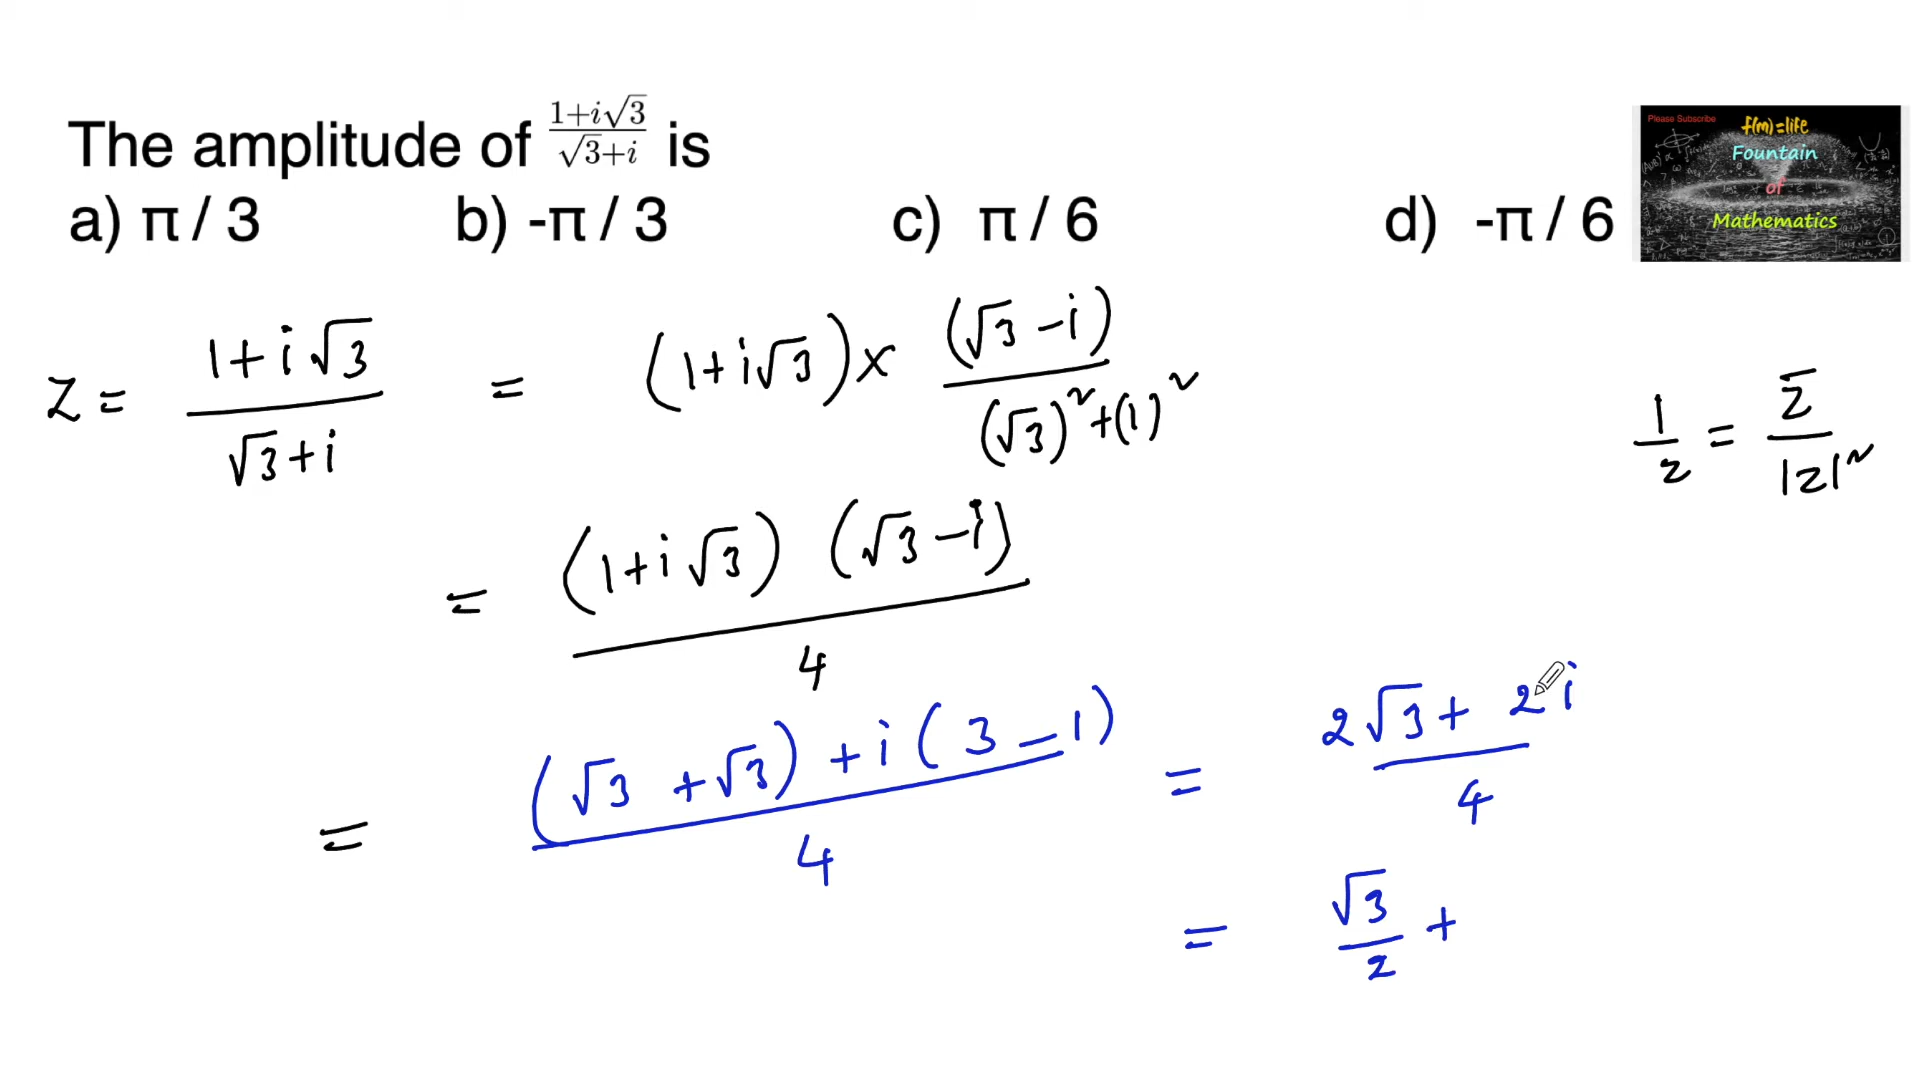 The amplitude of (1+i√3)/(√3+i) is
a) π / 3 b) -π / 3 c) π / 6 d) -π / 6
Please Subscribe
f(m)=life
Fountain
of
Mathematics
z = (1+i√3)/(√3+i) = (1+i√3) x (√3-i)/((√3)²+(1)²)
1/z = z̅/|z|²
= (1+i√3) (√3-i)/4
= ((√3+√3)+i(3-1))/4 = (2√3+2i)/4
= √3/2 +